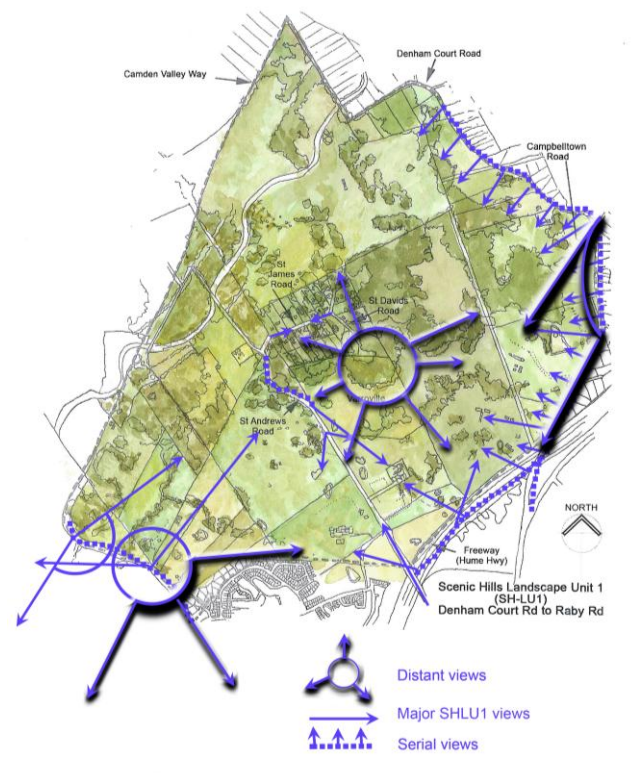 Denham Court Road
Camden Valley Way
Campbelltown
Road
St
James
Road
St Davids
Road
St Andrews
Road
NORTH
Freeway
(Hume Hwy)
Scenic Hills Landscape Unit 1
(SH-LU1)
Denham Court Rd to Raby Rd
Distant views
Major SHLU1 views
Serial views